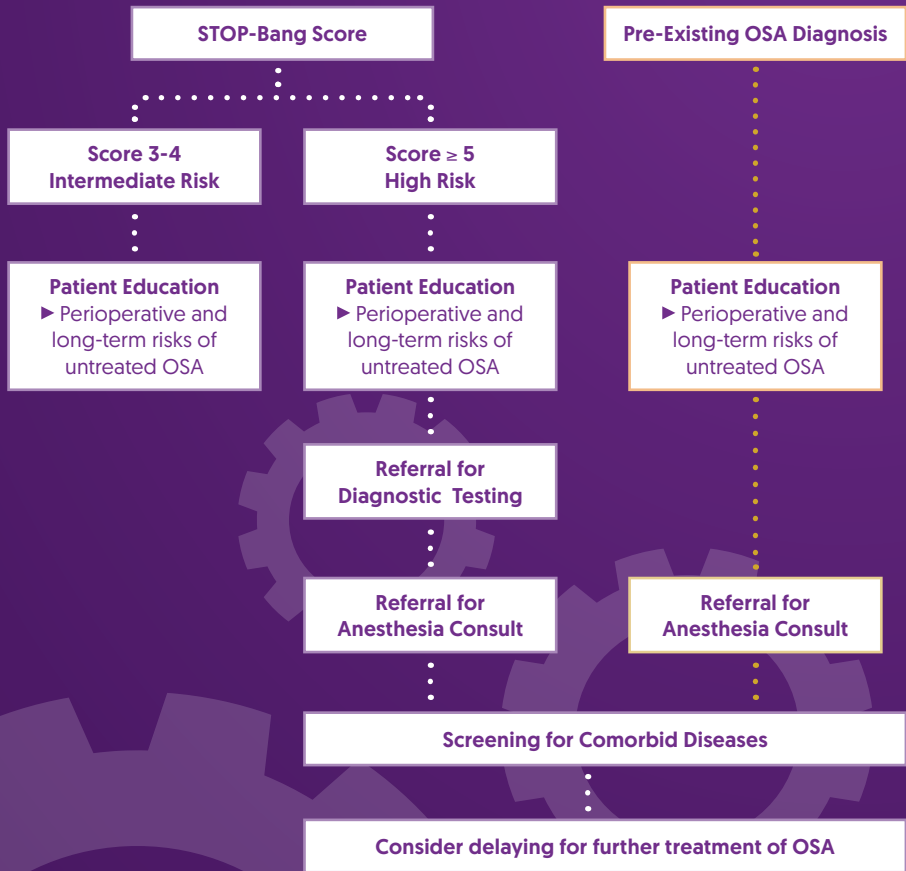 STOP-Bang Score
Pre-Existing OSA Diagnosis
Score 3-4
Intermediate Risk
Score ≥ 5
High Risk
Patient Education
▶ Perioperative and
long-term risks of
untreated OSA
Patient Education
▶ Perioperative and
long-term risks of
untreated OSA
Patient Education
▶ Perioperative and
long-term risks of
untreated OSA
Referral for
Diagnostic Testing
Referral for
Anesthesia Consult
Referral for
Anesthesia Consult
Screening for Comorbid Diseases
Consider delaying for further treatment of OSA